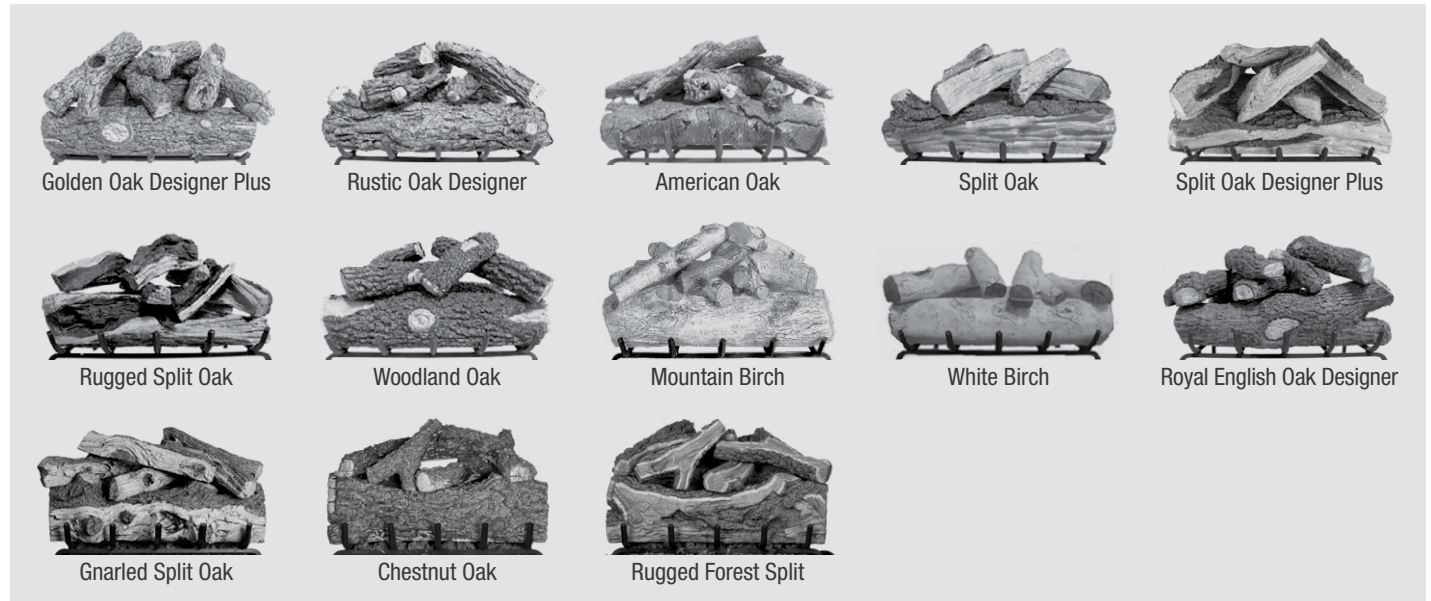 Golden Oak Designer Plus
Rustic Oak Designer
American Oak
Split Oak
Split Oak Designer Plus
Rugged Split Oak
Woodland Oak
Mountain Birch
White Birch
Royal English Oak Designer
Gnarled Split Oak
Chestnut Oak
Rugged Forest Split